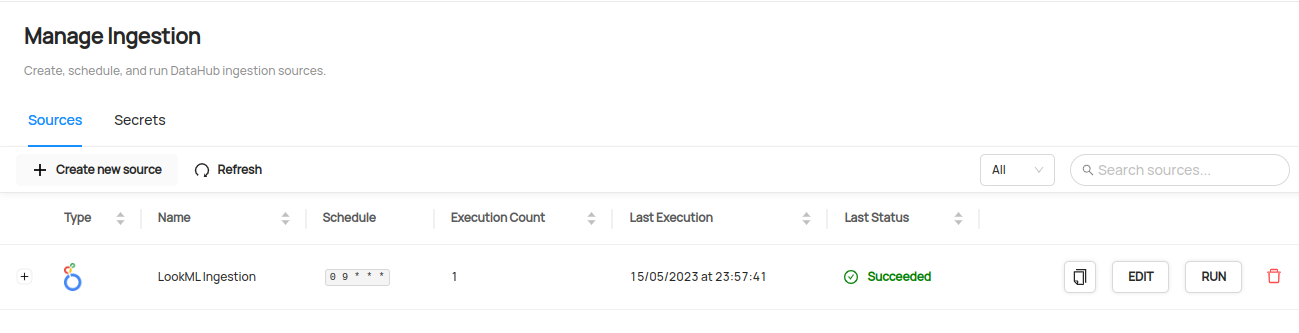 Manage Ingestion
Create, schedule, and run DataHub ingestion sources.
Sources Secrets
Create new source Refresh All Search sources...
Type Name Schedule Execution Count Last Execution Last Status
LookML Ingestion 0 9 * * * 1 15/05/2023 at 23:57:41 Succeeded EDIT RUN